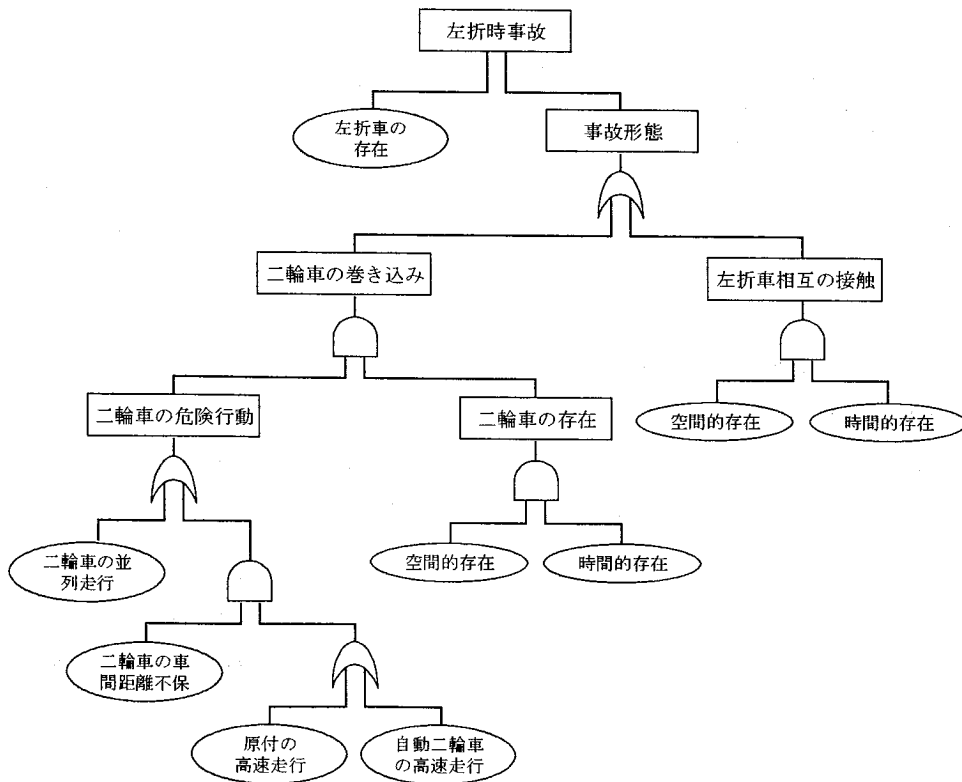 左折時事故
左折車の
存在
事故形態
二輪車の巻き込み
左折車相互の接触
二輪車の危険行動
二輪車の存在
空間的存在
時間的存在
二輪車の並
列走行
空間的存在
時間的存在
二輪車の車
間距離不保
原付の
高速走行
自動二輪車
の高速走行